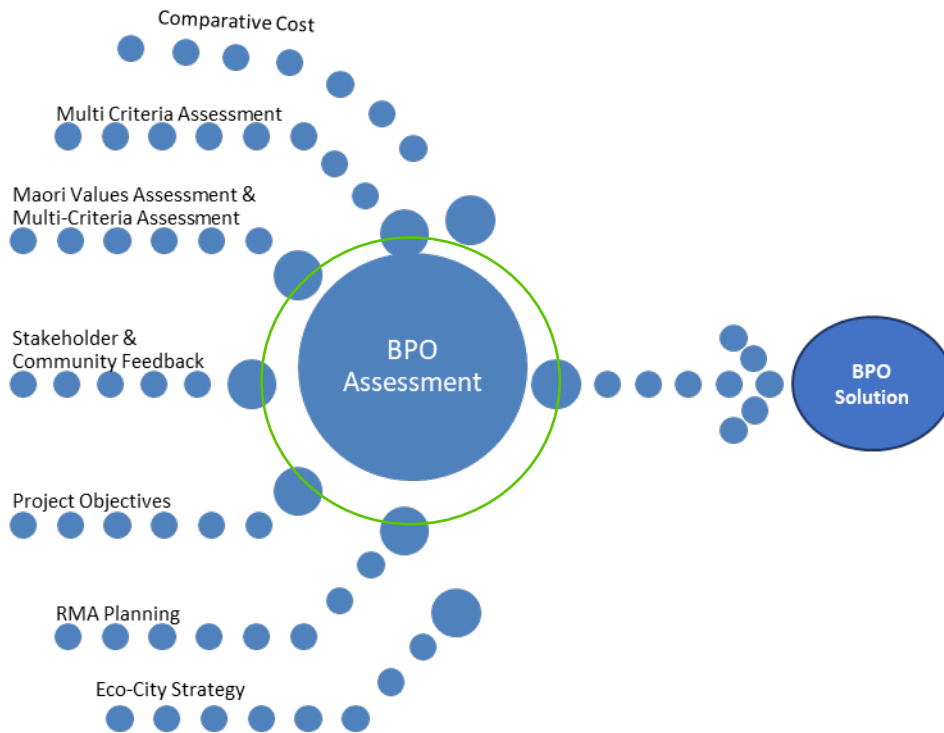 Comparative Cost
Multi Criteria Assessment
Maori Values Assessment &
Multi-Criteria Assessment
Stakeholder &
Community Feedback
BPO
Assessment
BPO
Solution
Project Objectives
RMA Planning
Eco-City Strategy